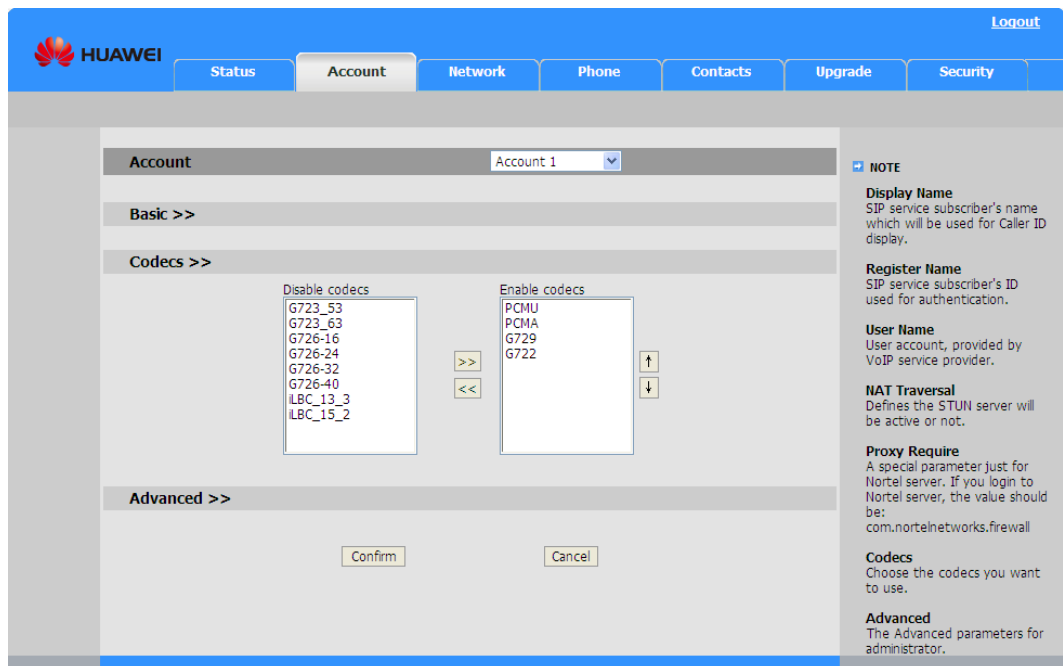 Logout
HUAWEI
Status Account Network Phone Contacts Upgrade Security
Account Account 1
Basic >>
Codecs >>
Disable codecs Enable codecs
G723_53
G723_63
G726-16
G726-24
G726-32
G726-40
iLBC_13_3
iLBC_15_2
>>
<<
PCMU
PCMA
G729
G722
↑
↓
Advanced >>
Confirm Cancel
NOTE
Display Name
SIP service subscriber's name
which will be used for Caller ID
display.
Register Name
SIP service subscriber's ID
used for authentication.
User Name
User account, provided by
VoIP service provider.
NAT Traversal
Defines the STUN server will
be active or not.
Proxy Require
A special parameter just for
Nortel server. If you login to
Nortel server, the value should
be:
com.nortelnetworks.firewall
Codecs
Choose the codecs you want
to use.
Advanced
The Advanced parameters for
administrator.